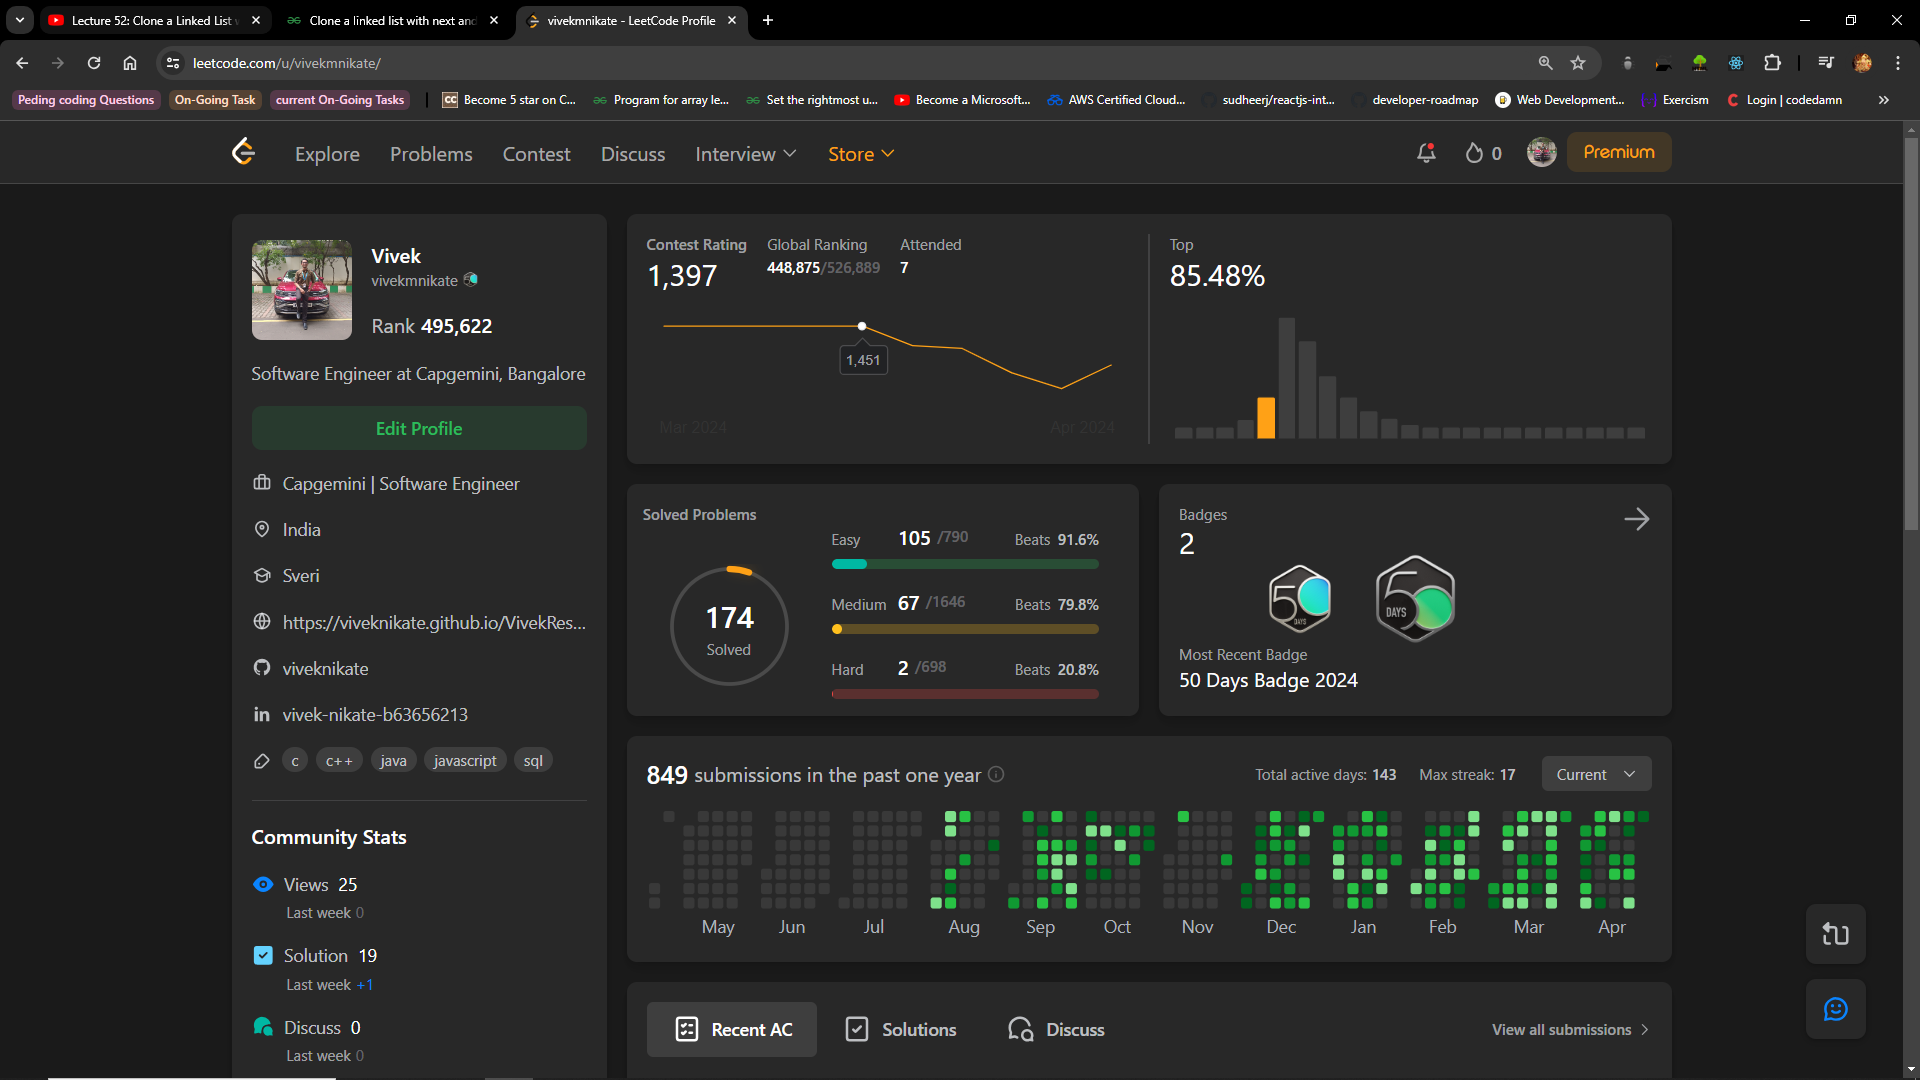 Lecture 52: Clone a Linked List
Clone a linked list with next and
vivekmnikate - LeetCode Profile
leetcode.com/u/vivekmnikate/
Peding coding Questions
On-Going Task
current On-Going Tasks
CC
Become 5 star on C...
Program for array le...
Set the rightmost u...
Become a Microsoft...
AWS Certified Cloud...
sudheerj/reactjs-int...
developer-roadmap
Web Development...
Exercism
Login | codedamn
Explore
Problems
Contest
Discuss
Interview
Store
0
Premium
Vivek
vivekmnikate
Rank 495,622
Software Engineer at Capgemini, Bangalore
Edit Profile
Capgemini | Software Engineer
India
Sveri
https://viveknikate.github.io/VivekRes...
viveknikate
vivek-nikate-b63656213
c
c++
java
javascript
sql
Community Stats
Views 25
Last week 0
Solution 19
Last week +1
Discuss 0
Last week 0
Contest Rating
1,397
Global Ranking
448,875/526,889
Attended
7
1,451
Mar 2024
Apr 2024
Top
85.48%
Solved Problems
174
Solved
Easy 105 /790 Beats 91.6%
Medium 67 /1646 Beats 79.8%
Hard 2 /698 Beats 20.8%
Badges
2
50
DAYS
50
DAYS
Most Recent Badge
50 Days Badge 2024
849 submissions in the past one year
Total active days: 143
Max streak: 17
Current
May
Jun
Jul
Aug
Sep
Oct
Nov
Dec
Jan
Feb
Mar
Apr
Recent AC
Solutions
Discuss
View all submissions